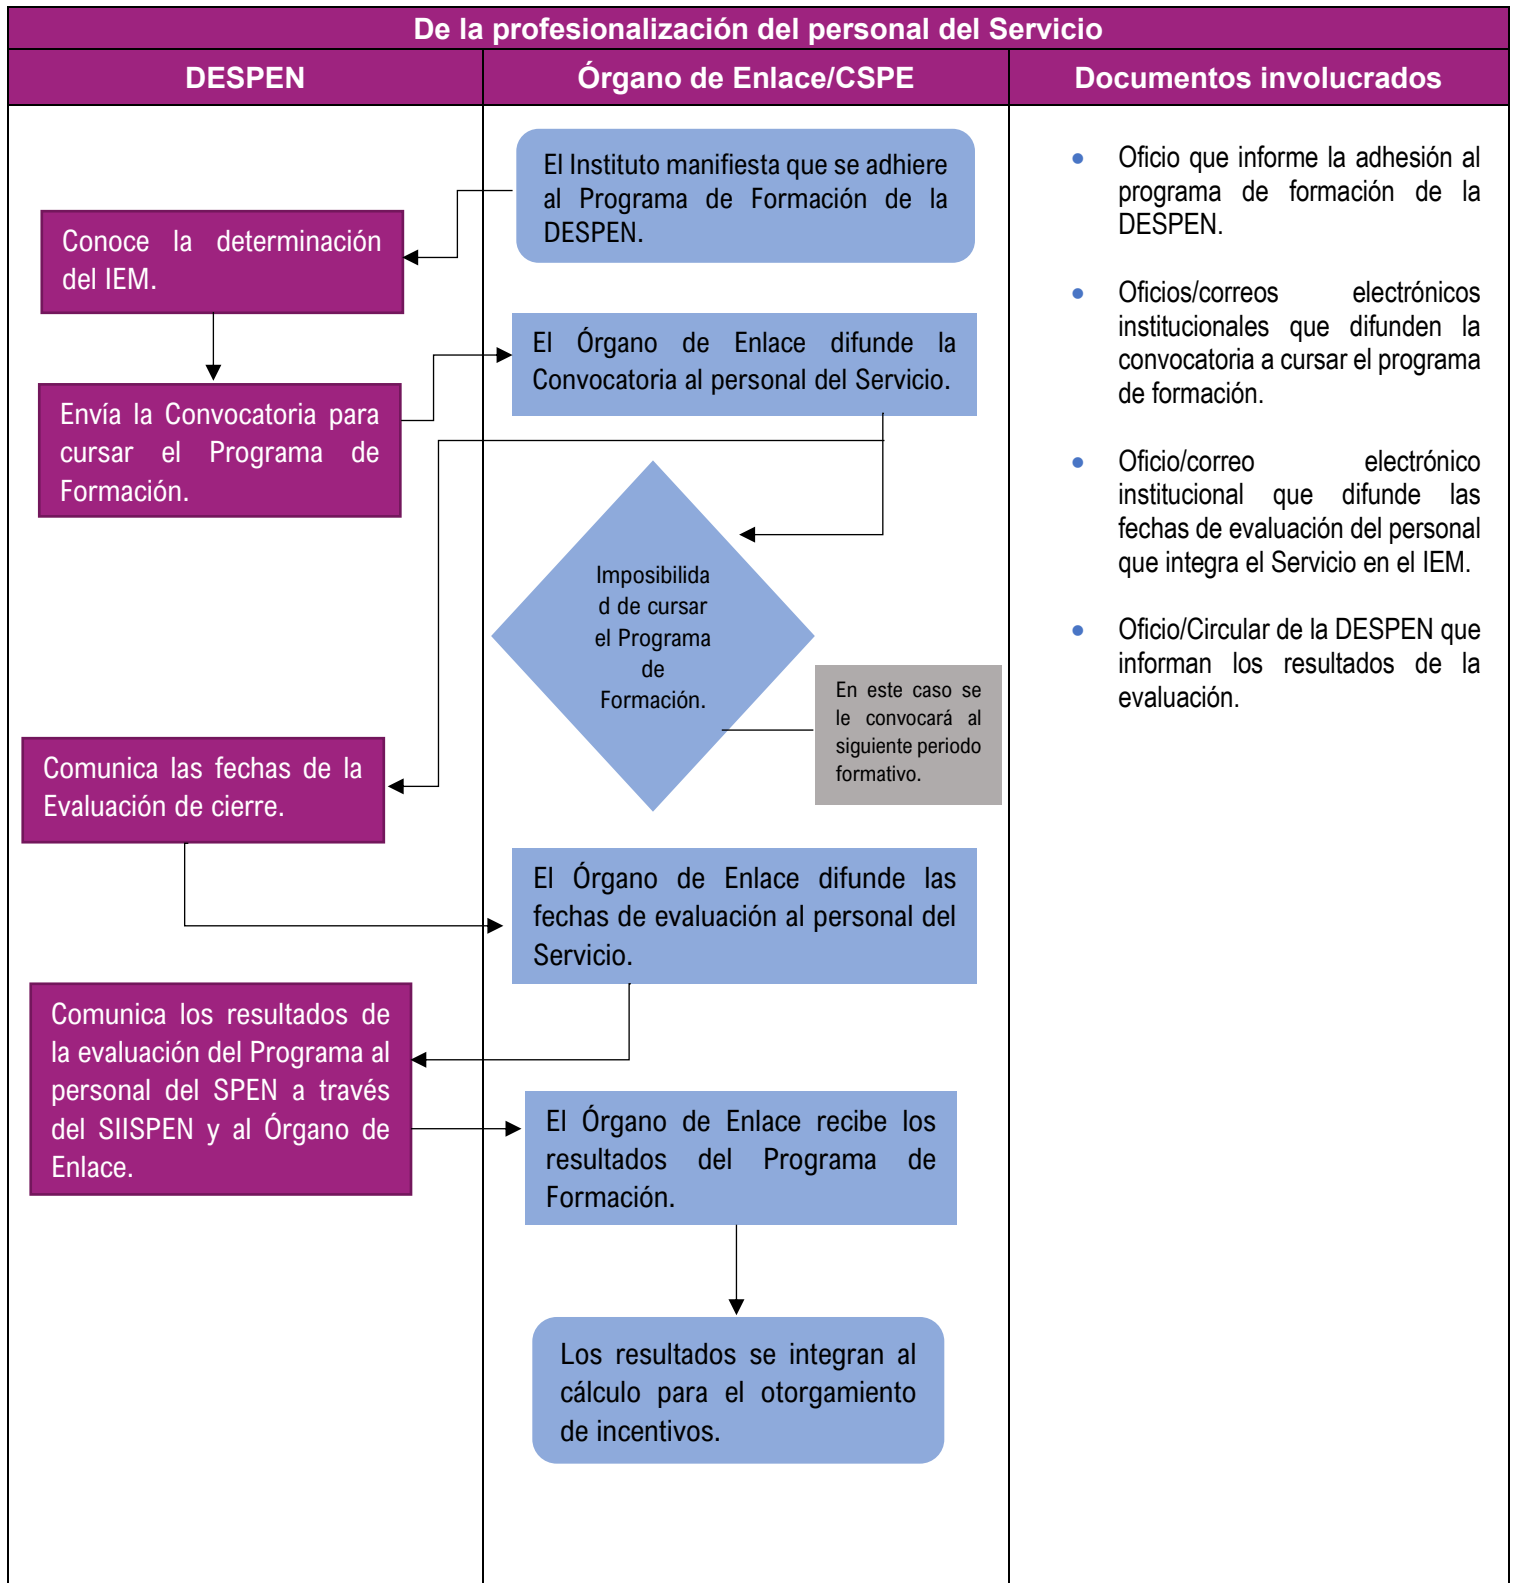 De la profesionalización del personal del Servicio
DESPEN
Órgano de Enlace/CSPE
Documentos involucrados
El Instituto manifiesta que se adhiere
al Programa de Formación de la
DESPEN.
Conoce la determinación
del IEM.
Envía la Convocatoria para
cursar el Programa de
Formación.
El Órgano de Enlace difunde la
Convocatoria al personal del Servicio.
Imposibilida
d de cursar
el Programa
de
Formación.
En este caso se
le convocará al
siguiente periodo
formativo.
Comunica las fechas de la
Evaluación de cierre.
El Órgano de Enlace difunde las
fechas de evaluación al personal del
Servicio.
Comunica los resultados de
la evaluación del Programa al
personal del SPEN a través
del SIISPEN y al Órgano de
Enlace.
El Órgano de Enlace recibe los
resultados del Programa de
Formación.
Los resultados se integran al
cálculo para el otorgamiento
de incentivos.
• Oficio que informe la adhesión al
programa de formación de la
DESPEN.
• Oficios/correos electrónicos
institucionales que difunden la
convocatoria a cursar el programa
de formación.
• Oficio/correo electrónico
institucional que difunde las
fechas de evaluación del personal
que integra el Servicio en el IEM.
• Oficio/Circular de la DESPEN que
informan los resultados de la
evaluación.